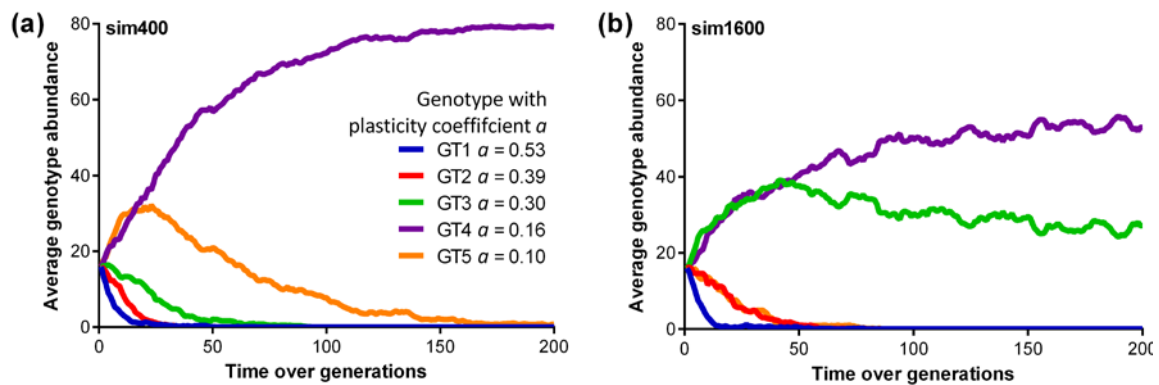 (a)
sim400
Average genotype abundance
80
60
40
20
0
0 50 100 150 200
Time over generations
Genotype with
plasticity coeffifcient a
GT1 a = 0.53
GT2 a = 0.39
GT3 a = 0.30
GT4 a = 0.16
GT5 a = 0.10
(b)
sim1600
Average genotype abundance
80
60
40
20
0
0 50 100 150 200
Time over generations